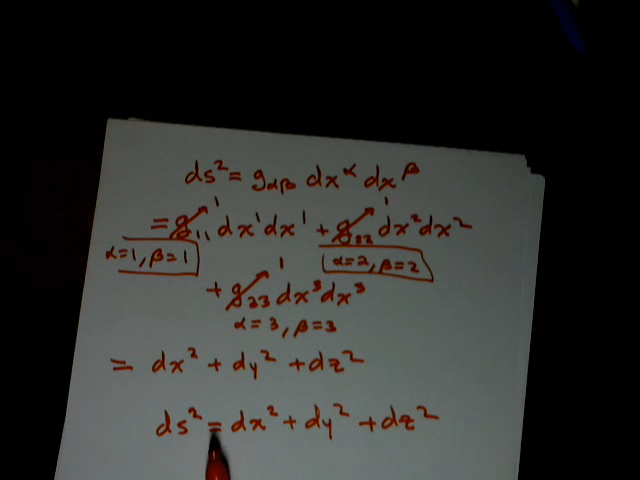 ds² = gαβ dx^α dx^β
= g₁₁ 1 dx¹dx¹ + g₂₂ 1 dx²dx²
α=1, β=1 α=2, β=2
+ g₃₃ 1 dx³dx³
α=3, β=3
= dx² + dy² + dz²
ds² = dx² + dy² + dz²